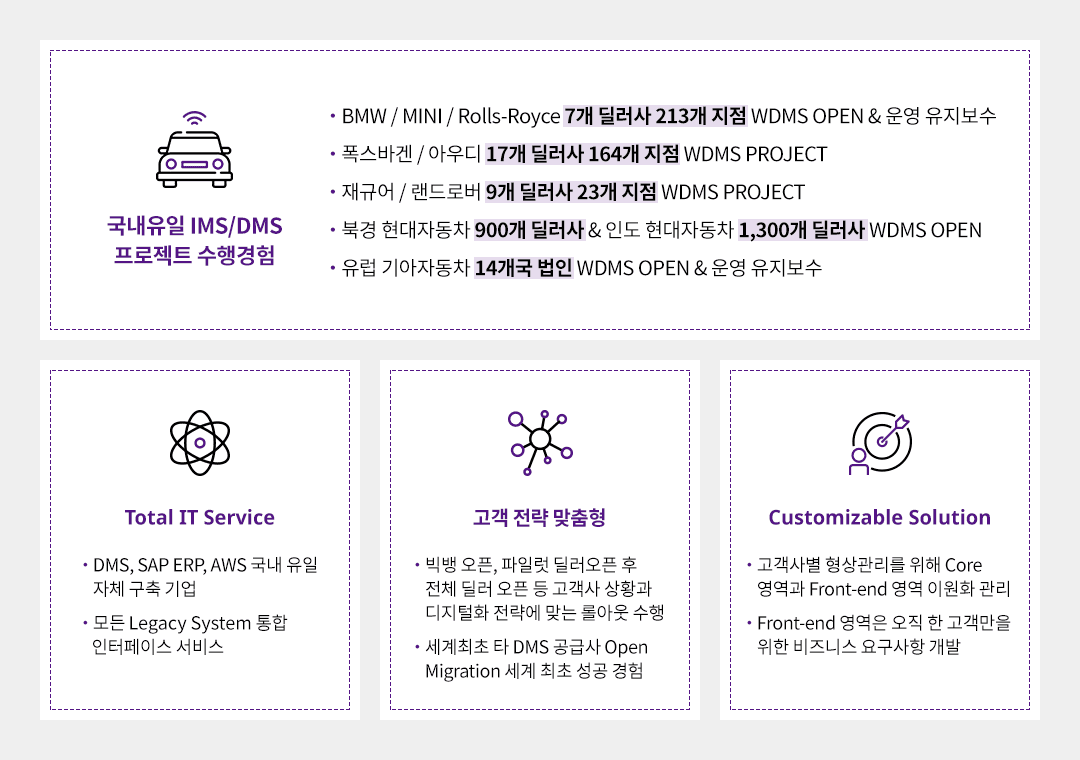 국내유일 IMS/DMS
프로젝트 수행경험
• BMW / MINI / Rolls-Royce 7개 딜러사 213개 지점 WDMS OPEN & 운영 유지보수
• 폭스바겐 / 아우디 17개 딜러사 164개 지점 WDMS PROJECT
• 재규어 / 랜드로버 9개 딜러사 23개 지점 WDMS PROJECT
• 북경 현대자동차 900개 딜러사 & 인도 현대자동차 1,300개 딜러사 WDMS OPEN
• 유럽 기아자동차 14개국 법인 WDMS OPEN & 운영 유지보수
Total IT Service
• DMS, SAP ERP, AWS 국내 유일
자체 구축 기업
• 모든 Legacy System 통합
인터페이스 서비스
고객 전략 맞춤형
• 빅뱅 오픈, 파일럿 딜러오픈 후
전체 딜러 오픈 등 고객사 상황과
디지털화 전략에 맞는 롤아웃 수행
• 세계최초 타 DMS 공급사 Open
Migration 세계 최초 성공 경험
Customizable Solution
• 고객사별 형상관리를 위해 Core
영역과 Front-end 영역 이원화 관리
• Front-end 영역은 오직 한 고객만을
위한 비즈니스 요구사항 개발